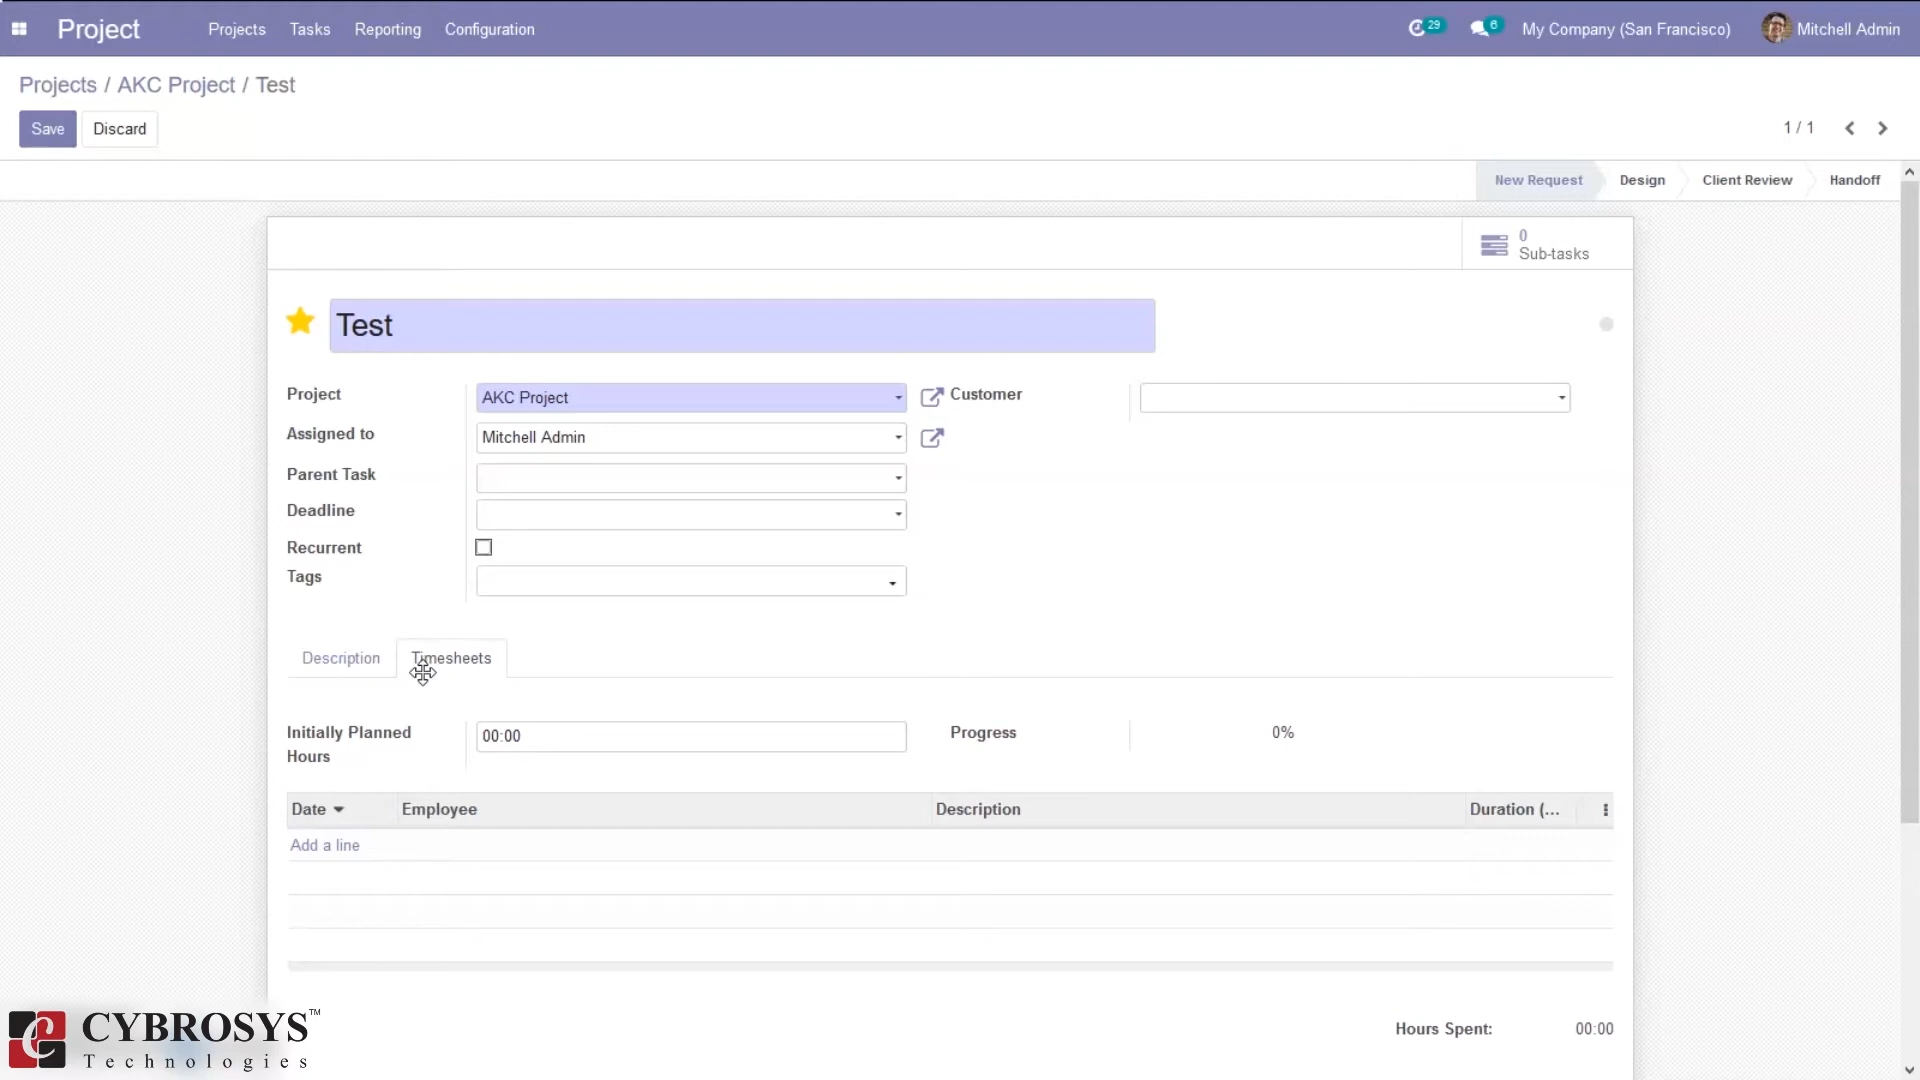 Project Projects Tasks Reporting Configuration 29 6 My Company (San Francisco) Mitchell Admin
Projects / AKC Project / Test
Save Discard 1 / 1
New Request Design Client Review Handoff
0
Sub-tasks
Test
Project AKC Project Customer
Assigned to Mitchell Admin
Parent Task
Deadline
Recurrent
Tags
Description Timesheets
Initially Planned Hours 00:00 Progress 0%
Date Employee Description Duration (...
Add a line
Hours Spent: 00:00
CYBROSYS™
Technologies